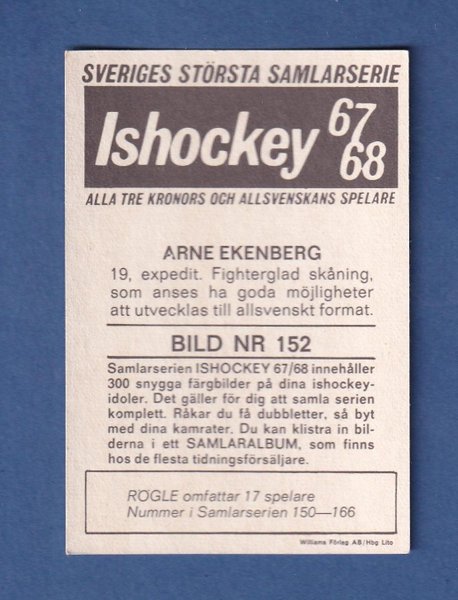 SVERIGES STÖRSTA SAMLARSERIE
Ishockey 67
68
ALLA TRE KRONORS OCH ALLSVENSKANS SPELARE
ARNE EKENBERG
19, expedit. Fighterglad skåning,
som anses ha goda möjligheter
att utvecklas till allsvenskt format.
BILD NR 152
Samlarserien ISHOCKEY 67/68 innehåller
300 snygga färgbilder på dina ishockey-
idoler. Det gäller för dig att samla serien
komplett. Råkar du få dubbletter, så byt
med dina kamrater. Du kan klistra in bil-
derna i ett SAMLARALBUM, som finns
hos de flesta tidningsförsäljare.
RÖGLE omfattar 17 spelare
Nummer i Samlarserien 150—166
Williams Förlag AB/Hbg Lito